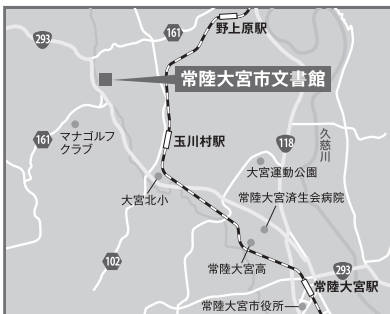 野上原駅
161
293
常陸大宮市文書館
161
マナゴルフ
クラブ
玉川村駅
118
久慈川
大宮運動公園
大宮北小
常陸大宮済生会病院
102
常陸大宮高
293
常陸大宮駅
常陸大宮市役所